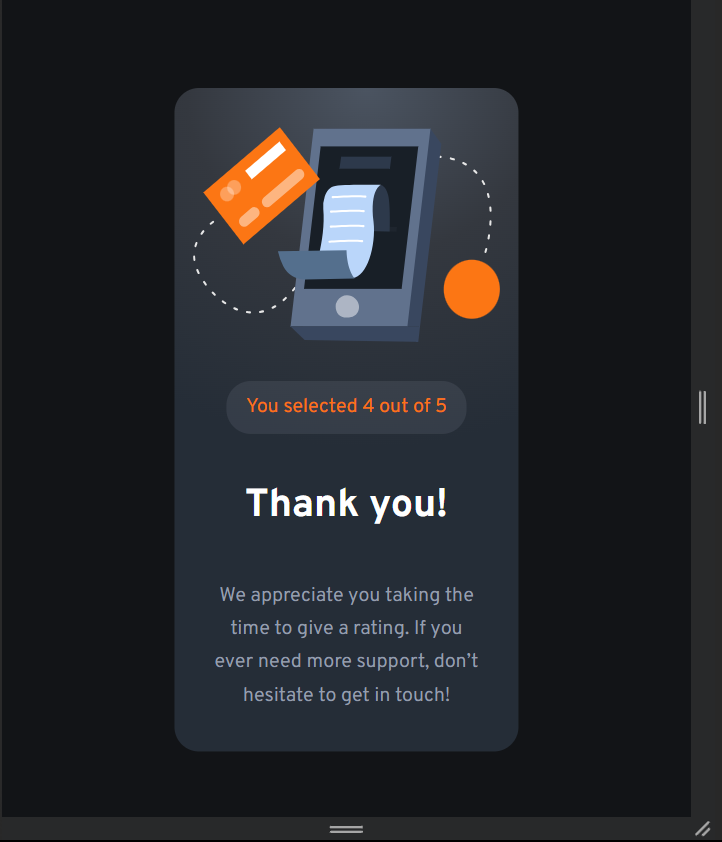 You selected 4 out of 5
Thank you!
We appreciate you taking the
time to give a rating. If you
ever need more support, don’t
hesitate to get in touch!